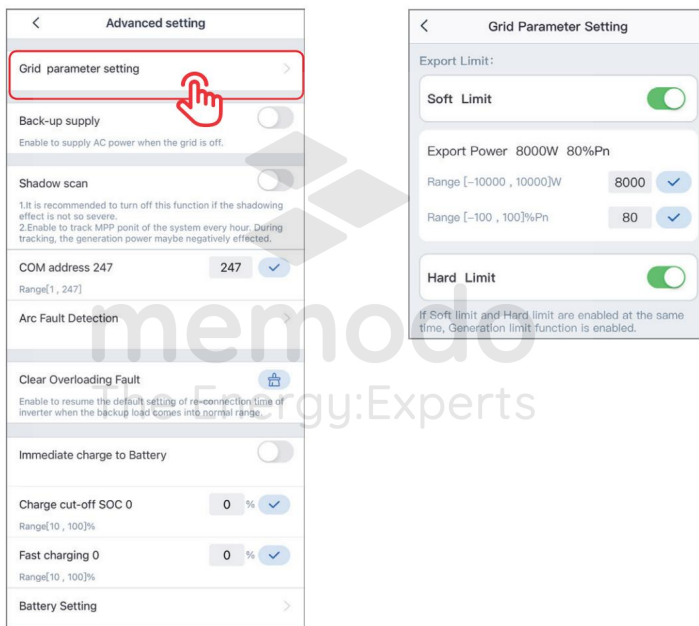 Advanced setting
Grid parameter setting
Back-up supply
Enable to supply AC power when the grid is off.
Shadow scan
1.It is recommended to turn off this function if the shadowing
effect is not so severe.
2.Enable to track MPP ponit of the system every hour. During
tracking, the generation power maybe negatively effected.
COM address 247 247
Range[1 , 247]
Arc Fault Detection
Clear Overloading Fault
Enable to resume the default setting of re-connection time of
inverter when the backup load comes into normal range.
Immediate charge to Battery
Charge cut-off SOC 0 0 %
Range[10 , 100]%
Fast charging 0 0 %
Range[10 , 100]%
Battery Setting
Grid Parameter Setting
Export Limit:
Soft Limit
Export Power 8000W 80%Pn
Range [-10000 , 10000]W 8000
Range [-100 , 100]%Pn 80
Hard Limit
If Soft limit and Hard limit are enabled at the same
time, Generation limit function is enabled.
memodo
The Energy:Experts